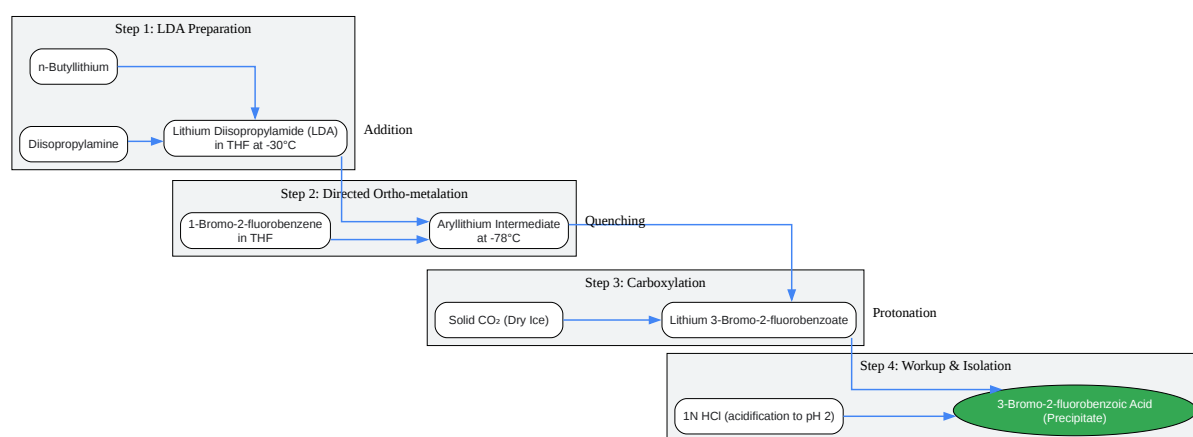 Step 1: LDA Preparation
n-Butyllithium
Diisopropylamine
Lithium Diisopropylamide (LDA)
in THF at -30°C
Addition
Step 2: Directed Ortho-metalation
1-Bromo-2-fluorobenzene
in THF
Aryllithium Intermediate
at -78°C
Quenching
Step 3: Carboxylation
Solid CO₂ (Dry Ice)
Lithium 3-Bromo-2-fluorobenzoate
Protonation
Step 4: Workup & Isolation
1N HCl (acidification to pH 2)
3-Bromo-2-fluorobenzoic Acid
(Precipitate)